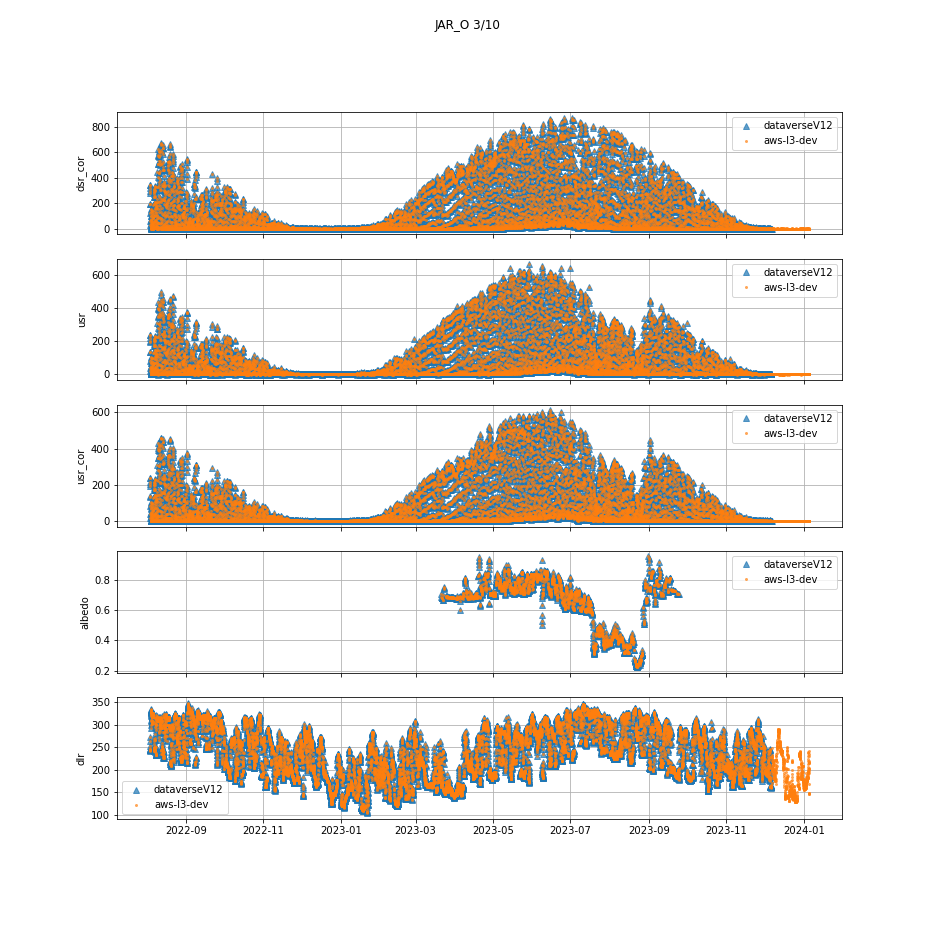 JAR_O 3/10
800
600
400
200
0
dsr_cor
dataverseV12
aws-l3-dev
600
400
200
0
usr
dataverseV12
aws-l3-dev
600
400
200
0
usr_cor
dataverseV12
aws-l3-dev
0.8
0.6
0.4
0.2
albedo
dataverseV12
aws-l3-dev
350
300
250
200
150
100
dlr
dataverseV12
aws-l3-dev
2022-09 2022-11 2023-01 2023-03 2023-05 2023-07 2023-09 2023-11 2024-01